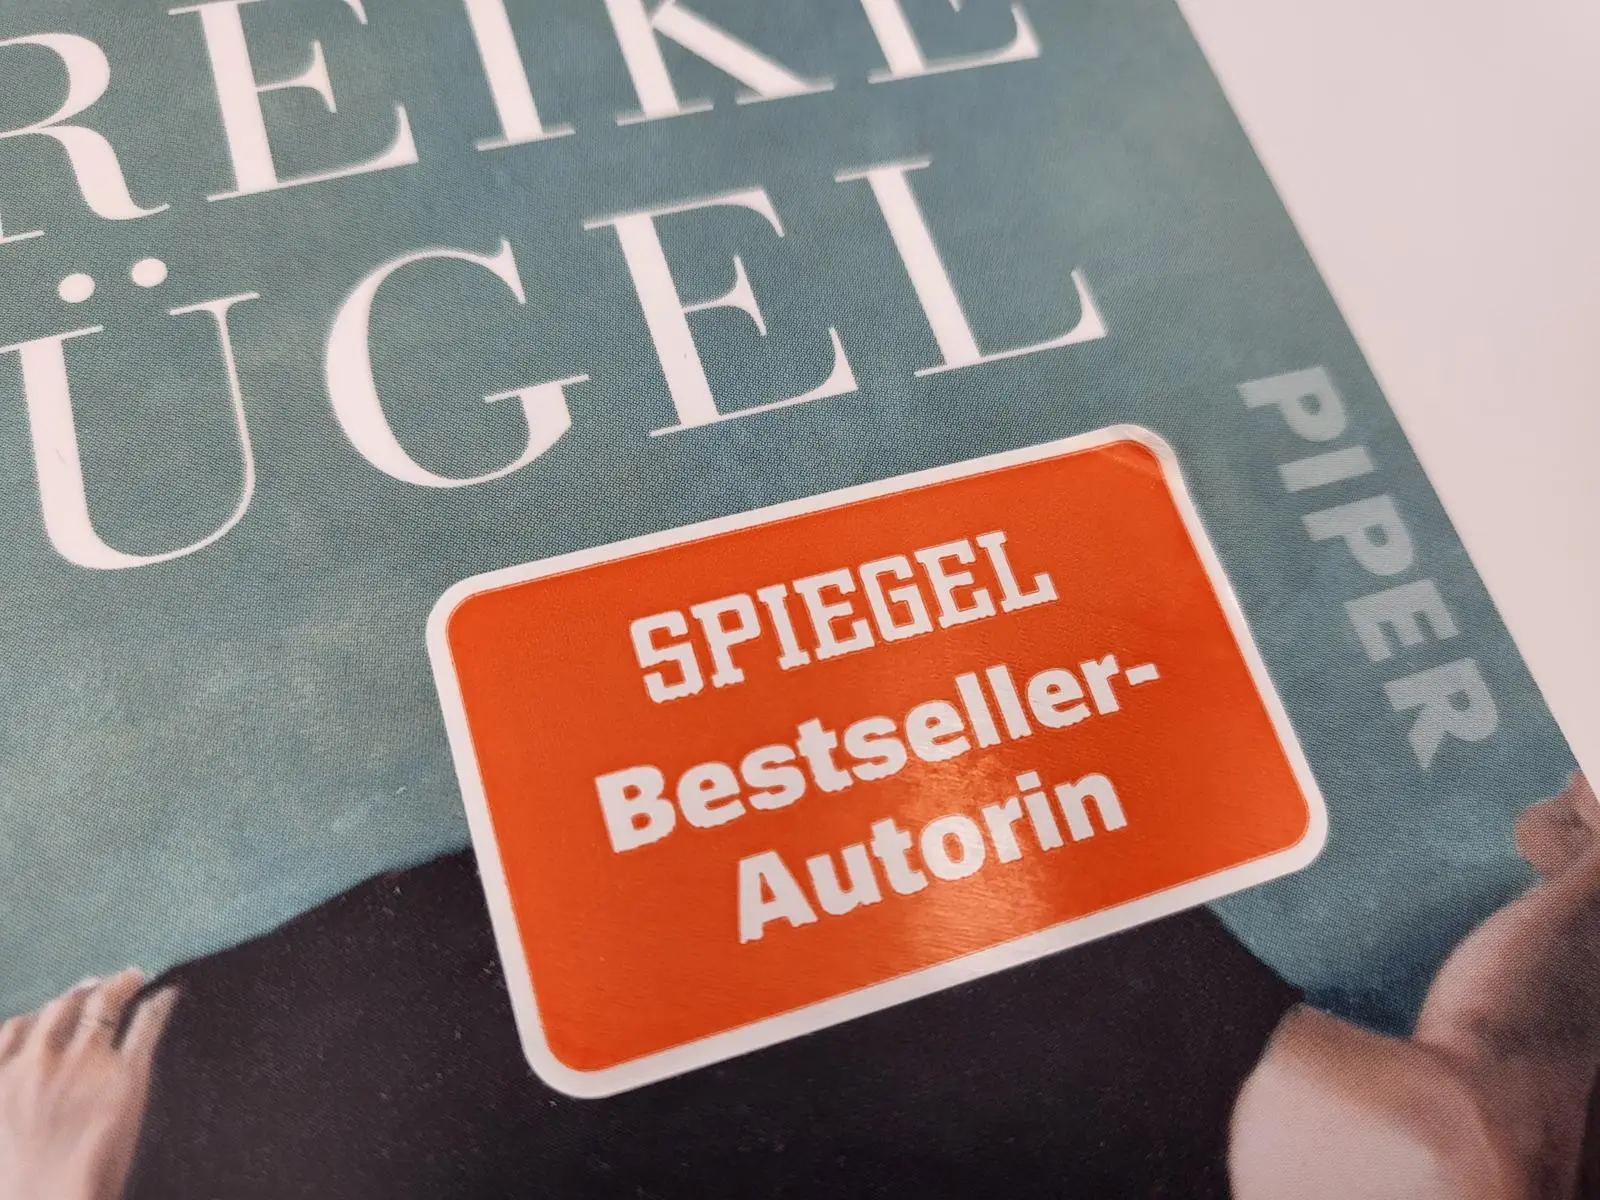 REIKE
ÜGEL
PIPER
SPIEGEL
Bestseller-
Autorin